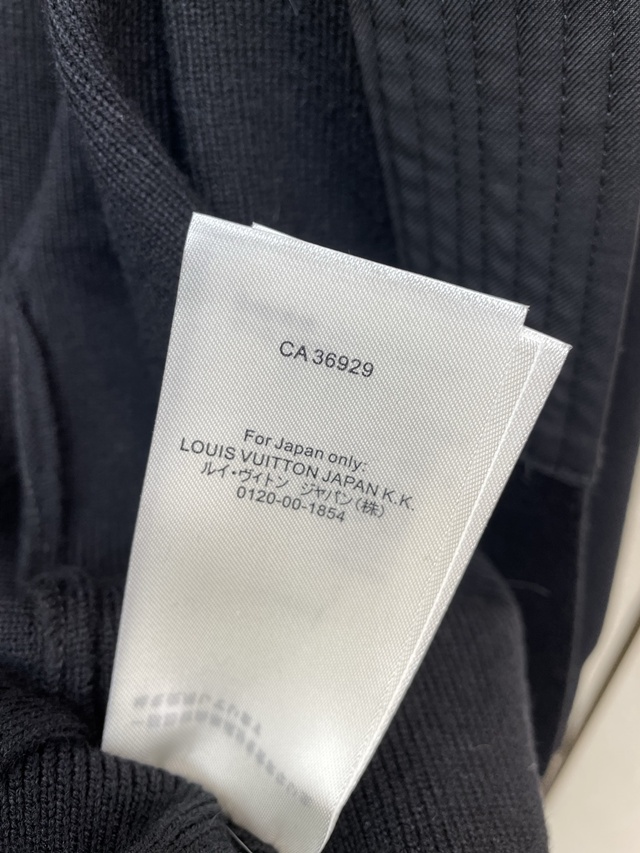 CA 36929
For Japan only:
LOUIS VUITTON JAPAN K.K.
ルイ・ヴィトン ジャパン(株)
0120-00-1854